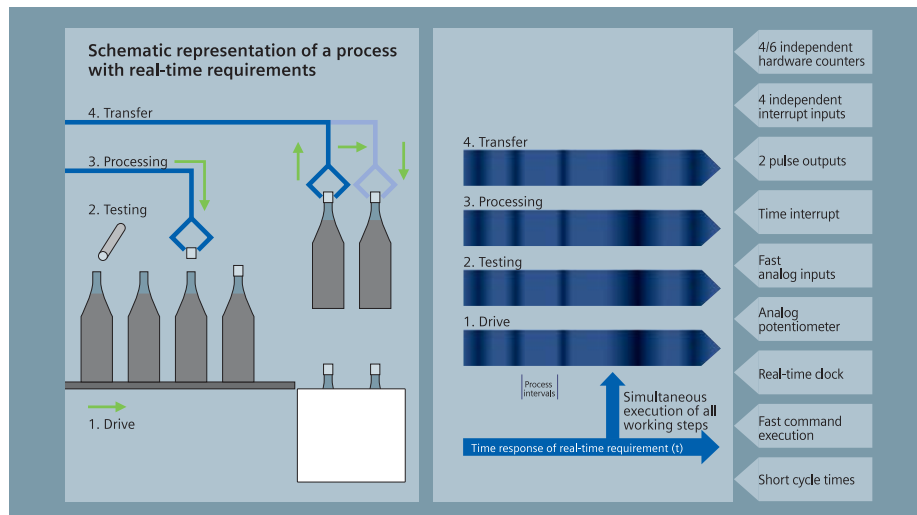 Schematic representation of a process
with real-time requirements
4. Transfer
3. Processing
2. Testing
1. Drive
4. Transfer
3. Processing
2. Testing
1. Drive
Process
intervals
Simultaneous
execution of all
working steps
Time response of real-time requirement (t)
4/6 independent
hardware counters
4 independent
interrupt inputs
2 pulse outputs
Time interrupt
Fast
analog inputs
Analog
potentiometer
Real-time clock
Fast command
execution
Short cycle times